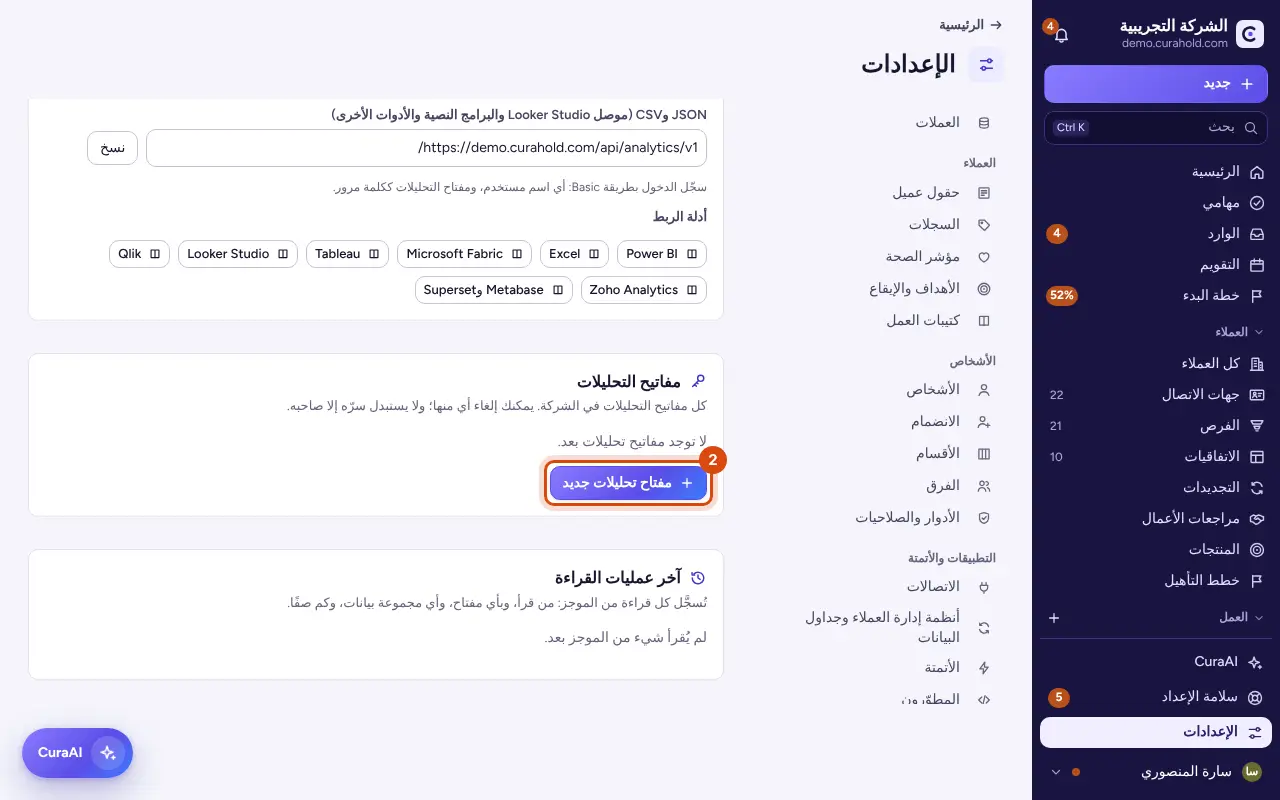 الشركة التجريبية
demo.curahold.com
4
جديد
بحث
Ctrl K
الرئيسية
مهامي
الوارد
4
التقويم
خطة البدء
52%
العملاء
كل العملاء
جهات الاتصال
22
الفرص
21
الاتفاقيات
10
التجديدات
مراجعات الأعمال
المنتجات
خطط التأهيل
العمل
CuraAI
سلامة الإعداد
5
الإعدادات
سا
سارة المنصوري
الرئيسية
الإعدادات
العملات
العملاء
حقول عميل
السجلات
مؤشر الصحة
الأهداف والإيقاع
كتيبات العمل
الأشخاص
الأشخاص
الانضمام
الأقسام
الفرق
الأدوار والصلاحيات
التطبيقات والأتمتة
الاتصالات
أنظمة إدارة العملاء وجداول
البيانات
الأتمتة
المطوّرون
JSON وCSV (موصل Looker Studio والبرامج النصية والأدوات الأخرى)
https://demo.curahold.com/api/analytics/v1/
نسخ
سجّل الدخول بطريقة Basic: أي اسم مستخدم، ومفتاح التحليلات ككلمة مرور.
أدلة الربط
Power BI
Excel
Microsoft Fabric
Tableau
Looker Studio
Qlik
Zoho Analytics
Metabase وSuperset
مفاتيح التحليلات
كل مفاتيح التحليلات في الشركة. يمكنك إلغاء أي منها؛ ولا يستبدل سرّه إلا صاحبه.
لا توجد مفاتيح تحليلات بعد.
2
مفتاح تحليلات جديد
آخر عمليات القراءة
تُسجَّل كل قراءة من الموجز: من قرأ، وبأي مفتاح، وأي مجموعة بيانات، وكم صفًا.
لم يُقرأ شيء من الموجز بعد.
CuraAI